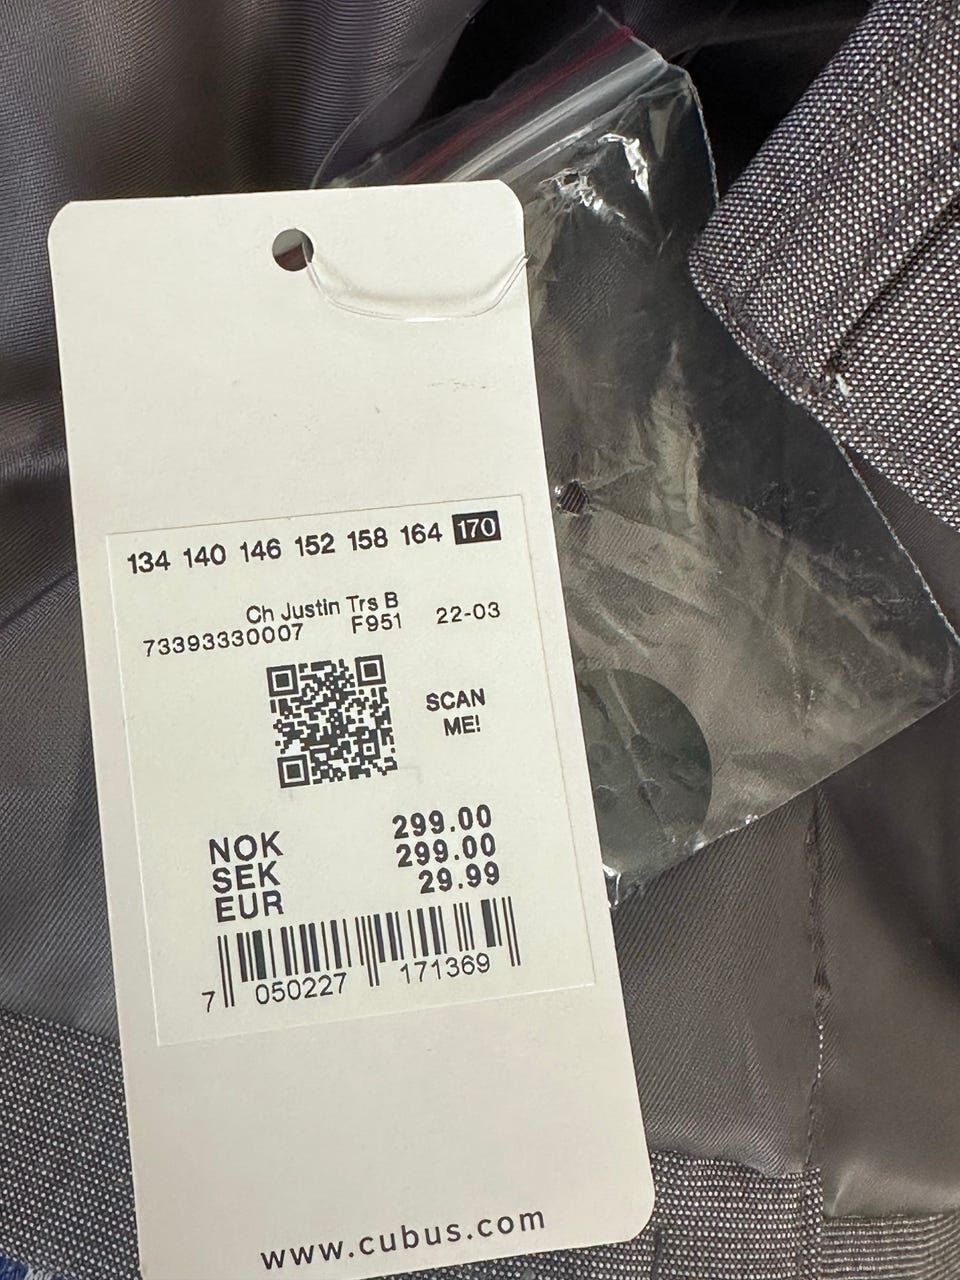 134 140 146 152 158 164 170
Ch Justin Trs B
73393330007 F951 22-03
SCAN
ME!
NOK 299.00
SEK 299.00
EUR 29.99
7 050227 171369
www.cubus.com